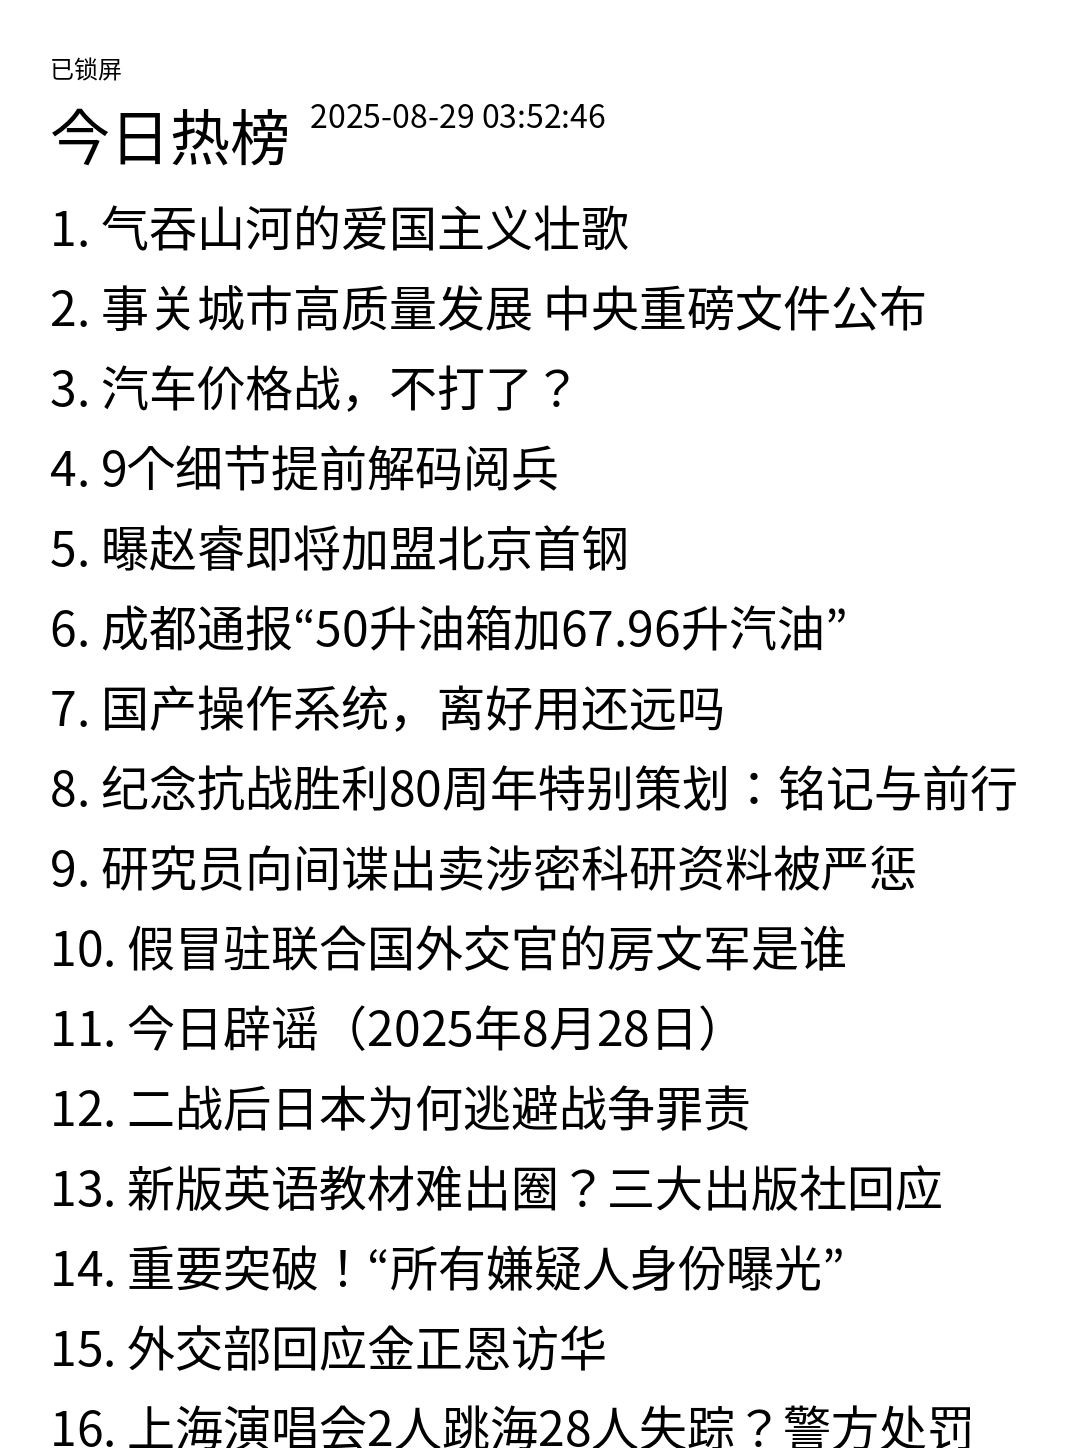 已锁屏
今日热榜 2025-08-29 03:52:46
1. 气吞山河的爱国主义壮歌
2. 事关城市高质量发展 中央重磅文件公布
3. 汽车价格战，不打了？
4. 9个细节提前解码阅兵
5. 曝赵睿即将加盟北京首钢
6. 成都通报“50升油箱加67.96升汽油”
7. 国产操作系统，离好用还远吗
8. 纪念抗战胜利80周年特别策划：铭记与前行
9. 研究员向间谍出卖涉密科研资料被严惩
10. 假冒驻联合国外交官的房文军是谁
11. 今日辟谣（2025年8月28日）
12. 二战后日本为何逃避战争罪责
13. 新版英语教材难出圈？三大出版社回应
14. 重要突破！“所有嫌疑人身份曝光”
15. 外交部回应金正恩访华
16. 上海演唱会2人跳海28人失踪？警方处罚